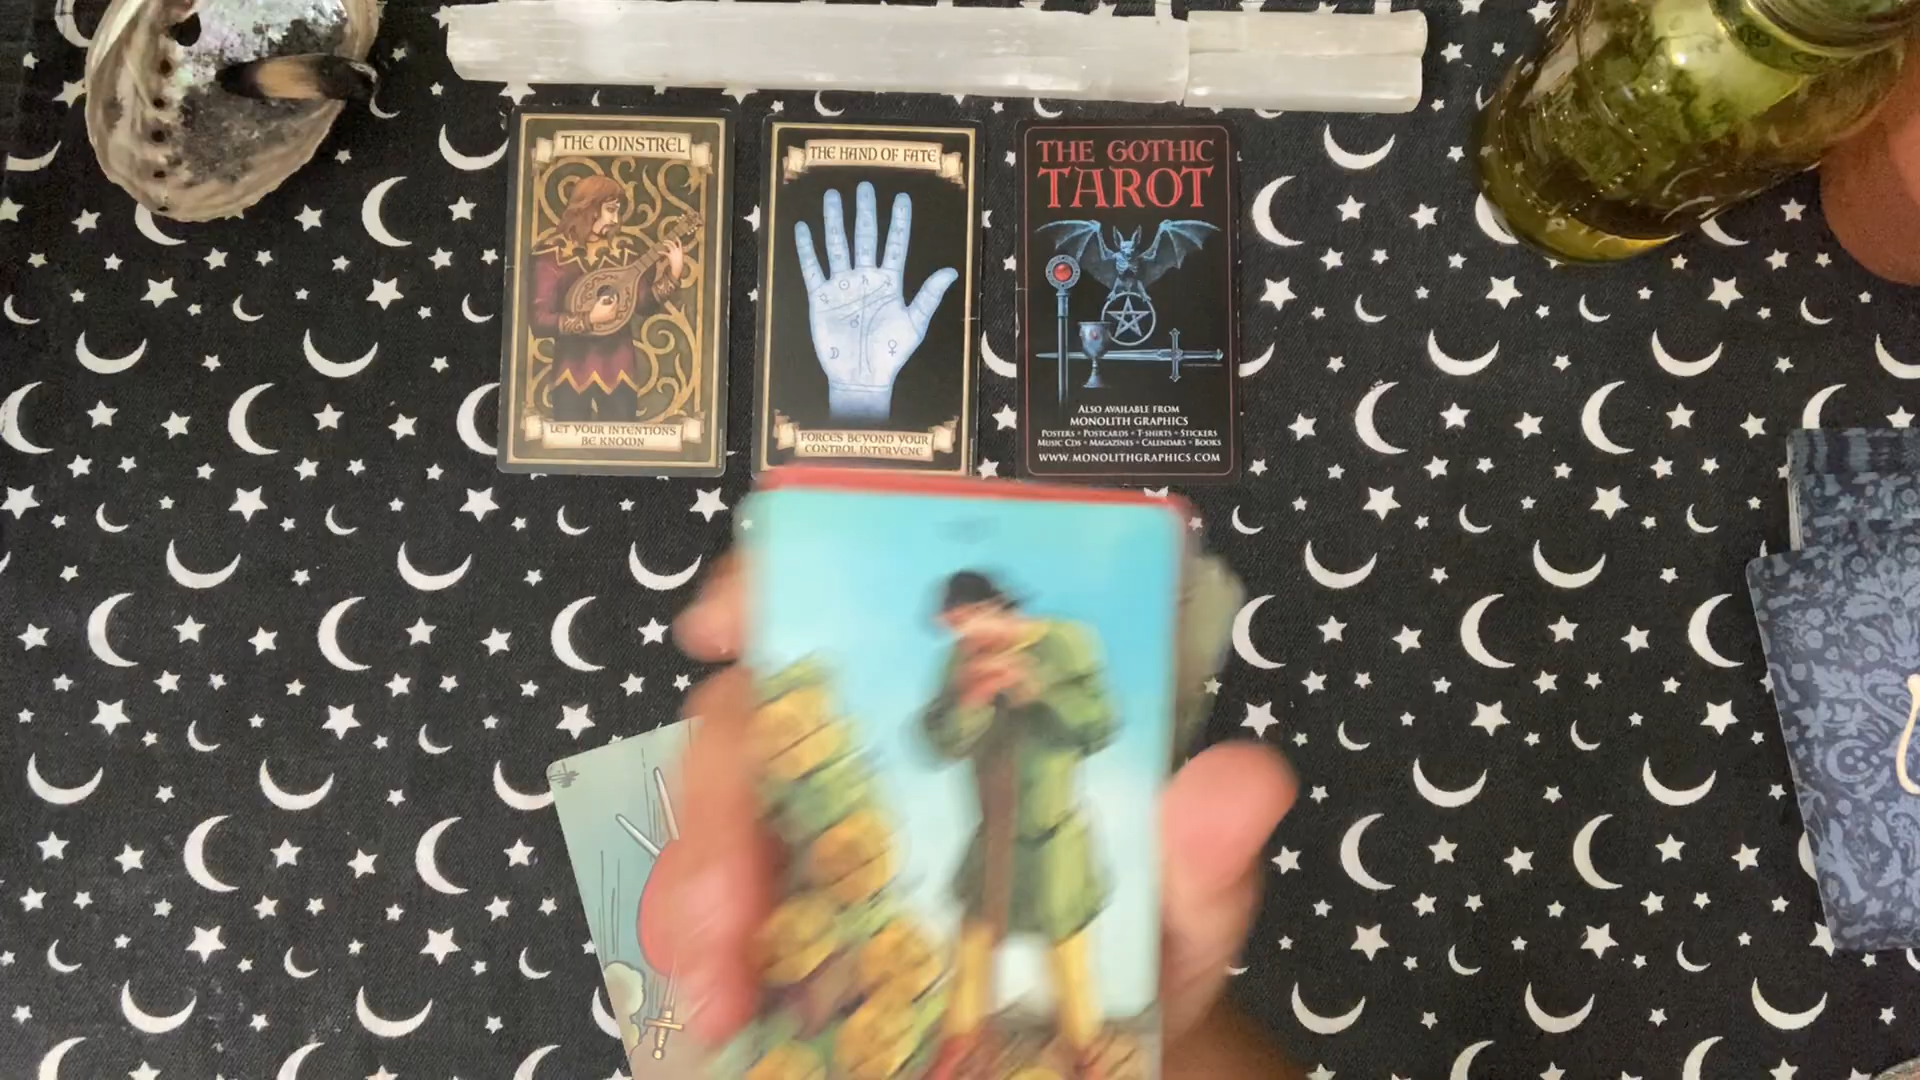 THE MINSTREL
LET YOUR INTENTIONS
BE KNOWN
THE HAND OF FATE
FORCES BEYOND YOUR
CONTROL INTERVENE
THE GOTHIC
TAROT
ALSO AVAILABLE FROM
MONOLITH GRAPHICS
POSTERS • POSTCARDS • T-SHIRTS • STICKERS
MUSIC CDS • MAGAZINES • CALENDARS • BOOKS
WWW.MONOLITHGRAPHICS.COM